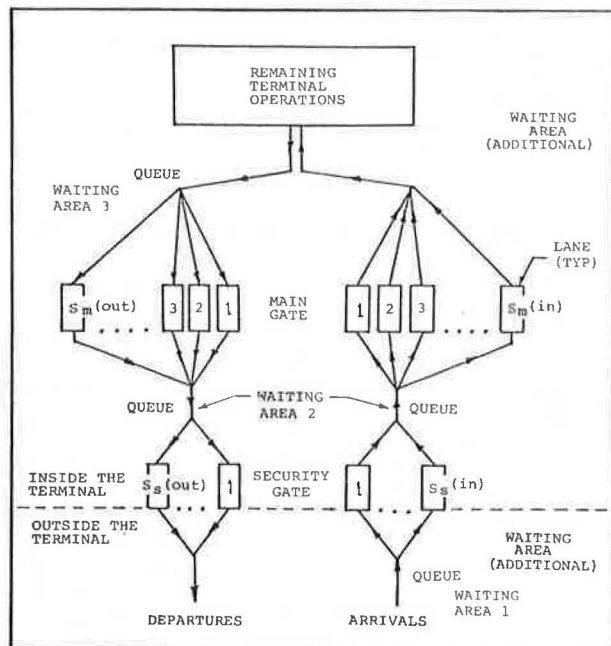 REMAINING
TERMINAL
OPERATIONS
WAITING
AREA
(ADDITIONAL)
QUEUE
WAITING
AREA 3
LANE
(TYP)
Sm(out)
3
2
1
MAIN
GATE
1
2
3
Sm(in)
QUEUE
WAITING
AREA 2
QUEUE
Ss(out)
1
SECURITY
GATE
1
Ss(in)
INSIDE THE
TERMINAL
OUTSIDE THE
TERMINAL
WAITING
AREA
(ADDITIONAL)
QUEUE
WAITING
AREA 1
DEPARTURES
ARRIVALS